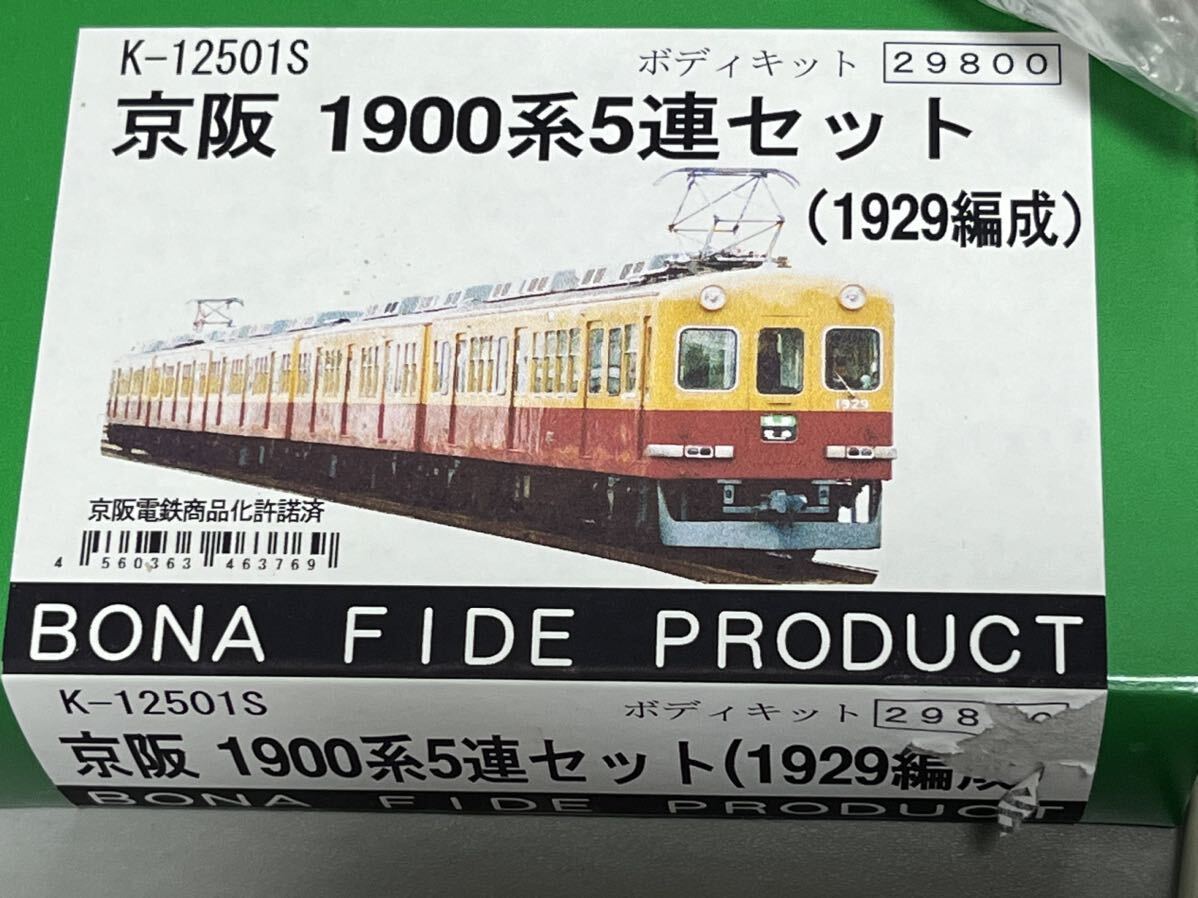 K-12501S
ボディキット 29800
京阪 1900系5連セット
(1929編成)
1929
京阪電鉄商品化許諾済
4 560363 463769
BONA FIDE PRODUCT
K-12501S
ボディキット 298
京阪 1900系5連セット(1929編成
BONA FIDE PRODUCT